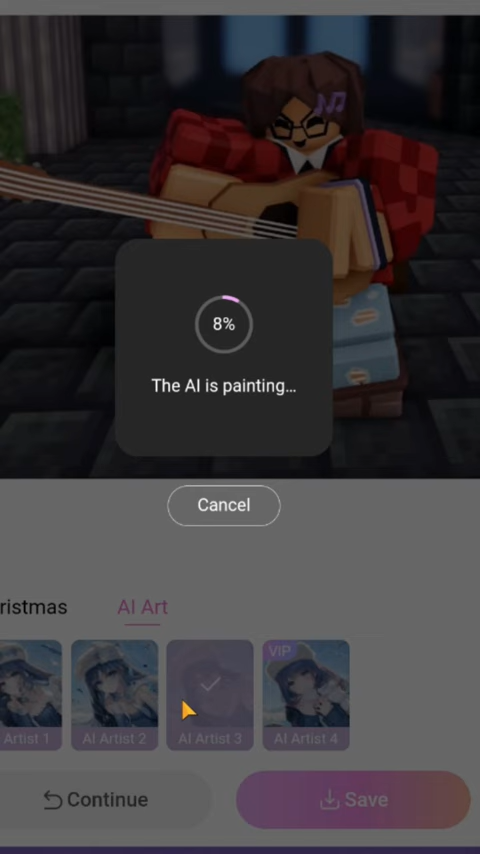 8%
The AI is painting...
Cancel
ristmas
AI Art
VIP
Artist 1
AI Artist 2
AI Artist 3
AI Artist 4
Continue
Save